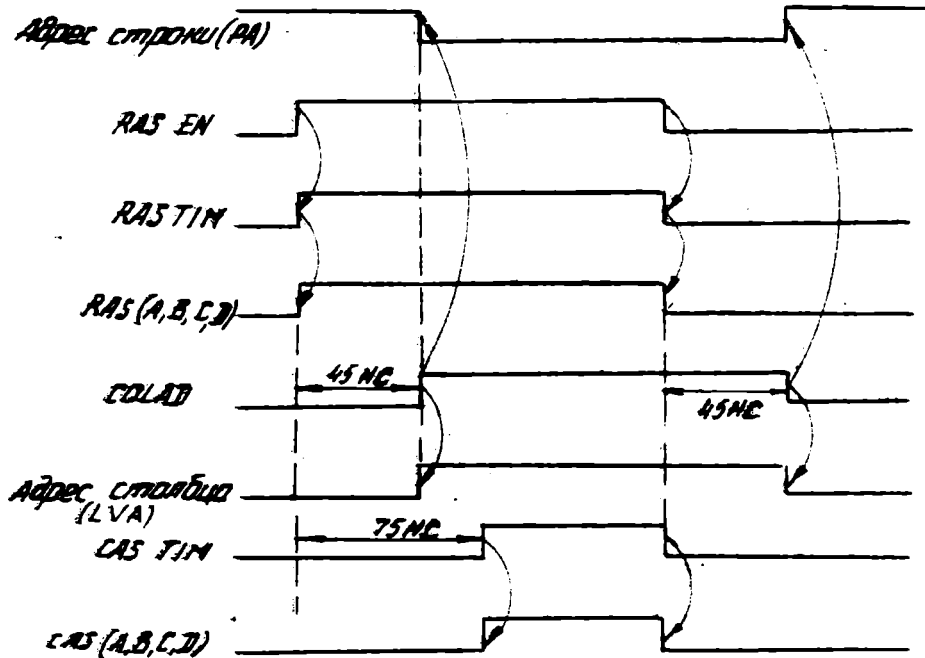 Адрес строки (PA)
RAS EN
RAS TIM
RAS (A, B, C, D)
45 НС
COLAD
45 НС
Адрес столбца
(LVA)
75 НС
CAS TIM
CAS (A, B, C, D)